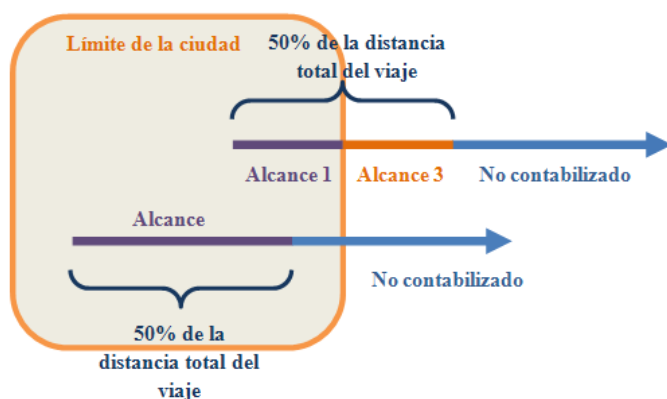 Límite de la ciudad
50% de la distancia
total del viaje
Alcance 1
Alcance 3
No contabilizado
Alcance
No contabilizado
50% de la
distancia total del
viaje